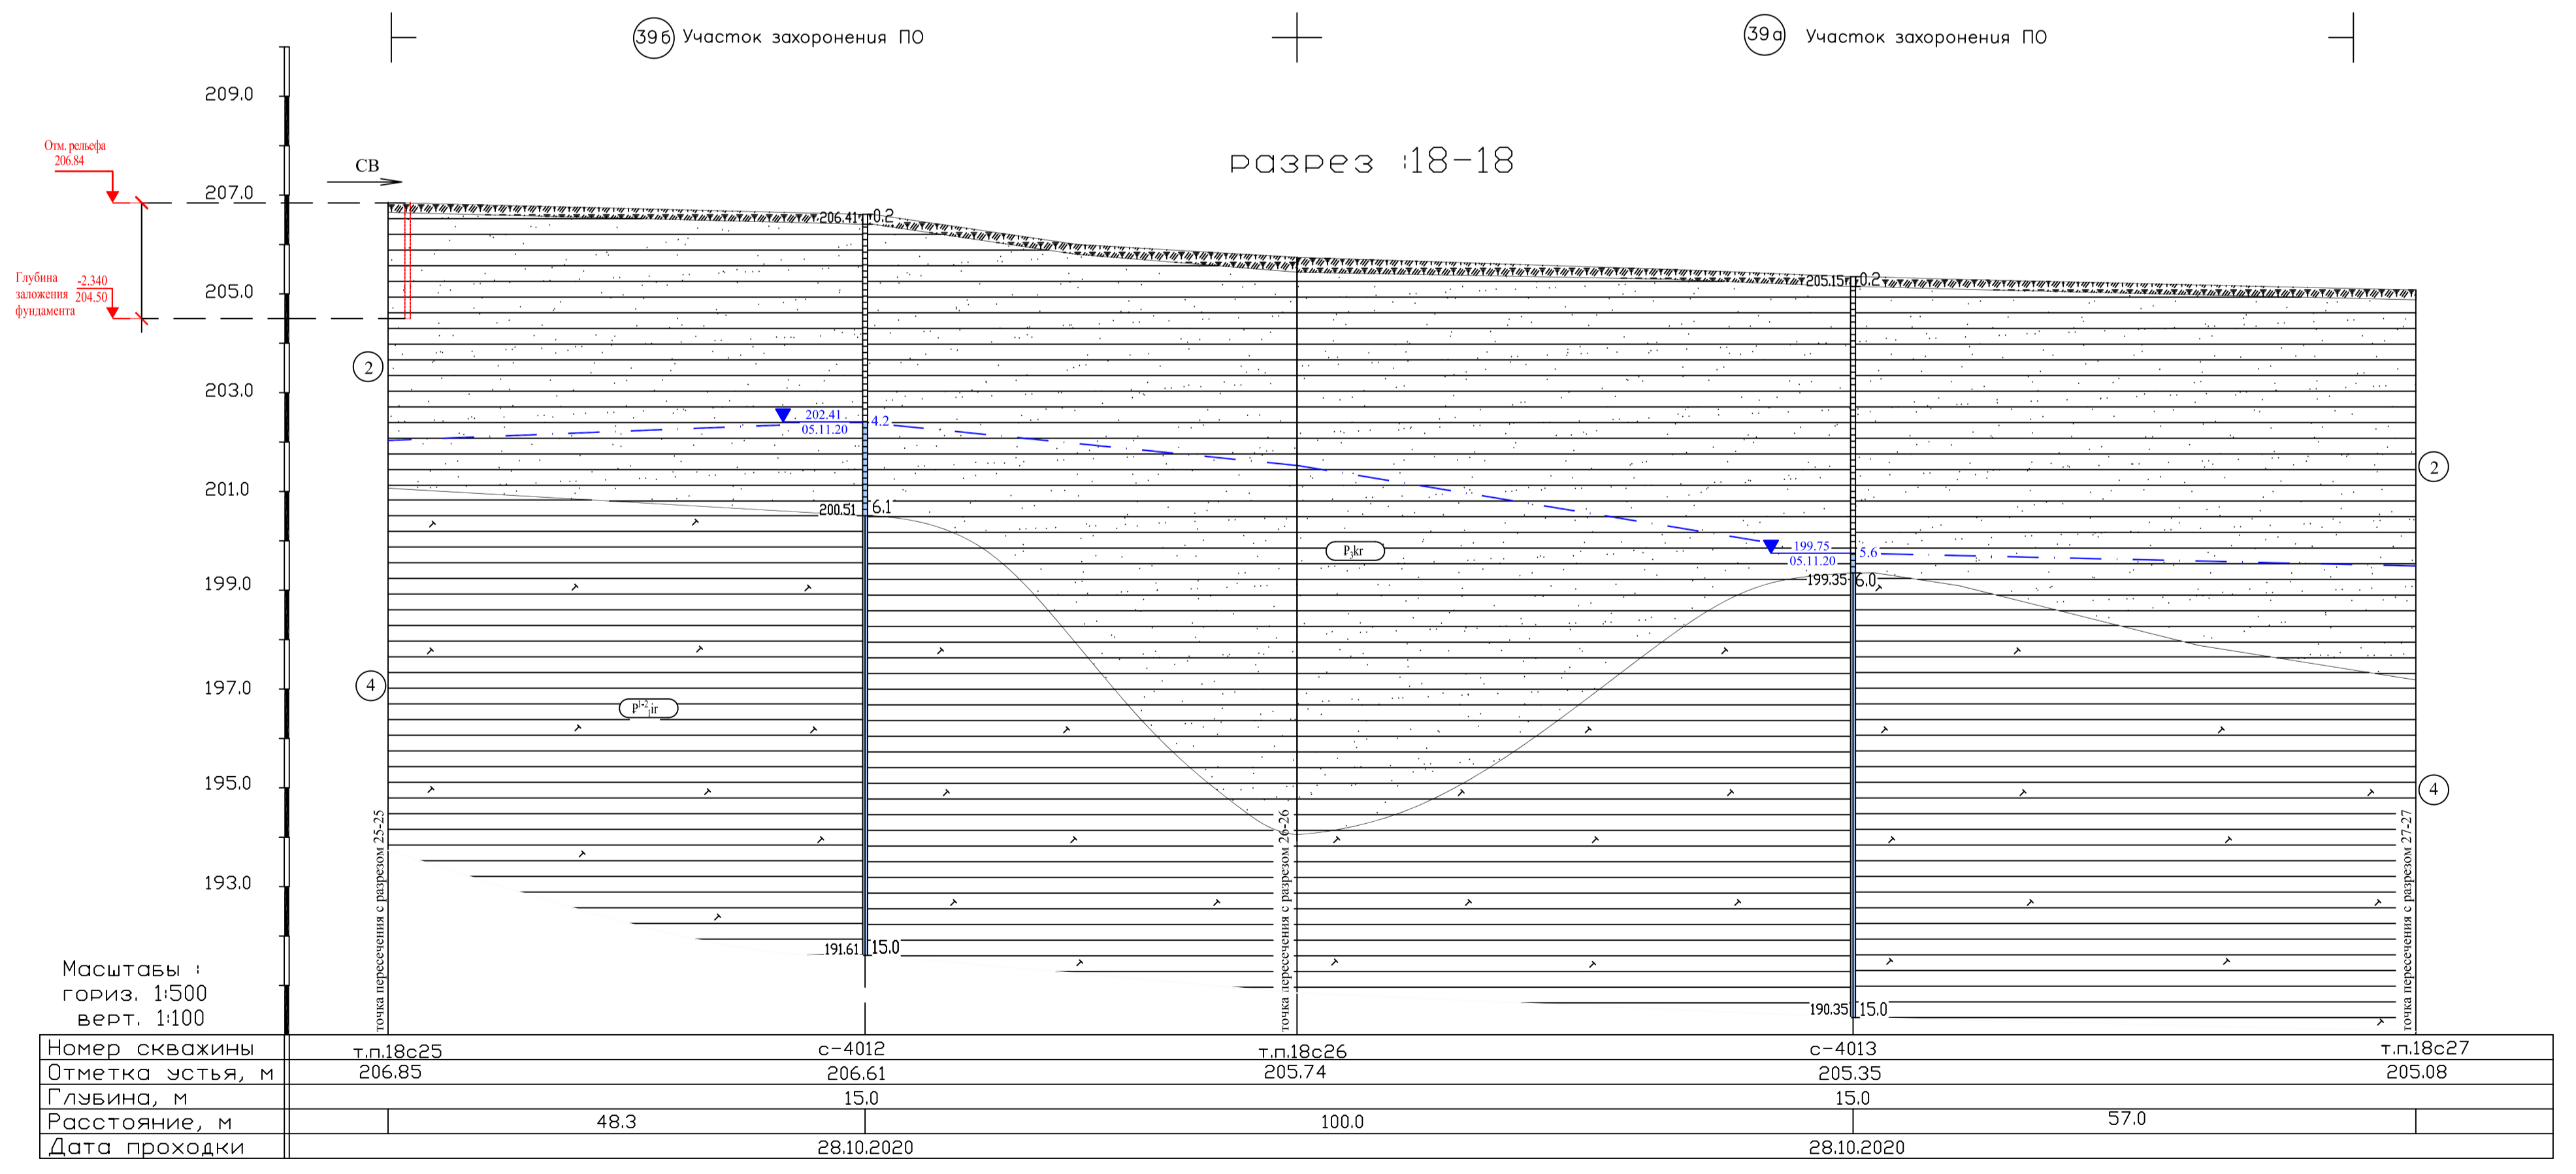 39б Участок захоронения ПО
39а Участок захоронения ПО
209.0
Отм. рельефа
206.84
СВ
разрез :18-18
207.0
206.41 0.2
Глубина
заложения
фундамента
-2.340
204.50
205.0
205.15 0.2
2
203.0
202.41 4.2
05.11.20
2
201.0
200.51 6.1
P3kr
199.75 5.6
05.11.20
199.0
199.35 6.0
197.0
4
P1-21ir
195.0
4
193.0
191.61 15.0
190.35 15.0
точка пересечения с разрезом 25-25
точка пересечения с разрезом 26-26
точка пересечения с разрезом 27-27
Масштабы :
гориз. 1:500
верт. 1:100
Номер скважины т.п.18с25 с-4012 т.п.18с26 с-4013 т.п.18с27
Отметка устья, м 206.85 206.61 205.74 205.35 205.08
Глубина, м 15.0 15.0
Расстояние, м 48.3 100.0 57.0
Дата проходки 28.10.2020 28.10.2020